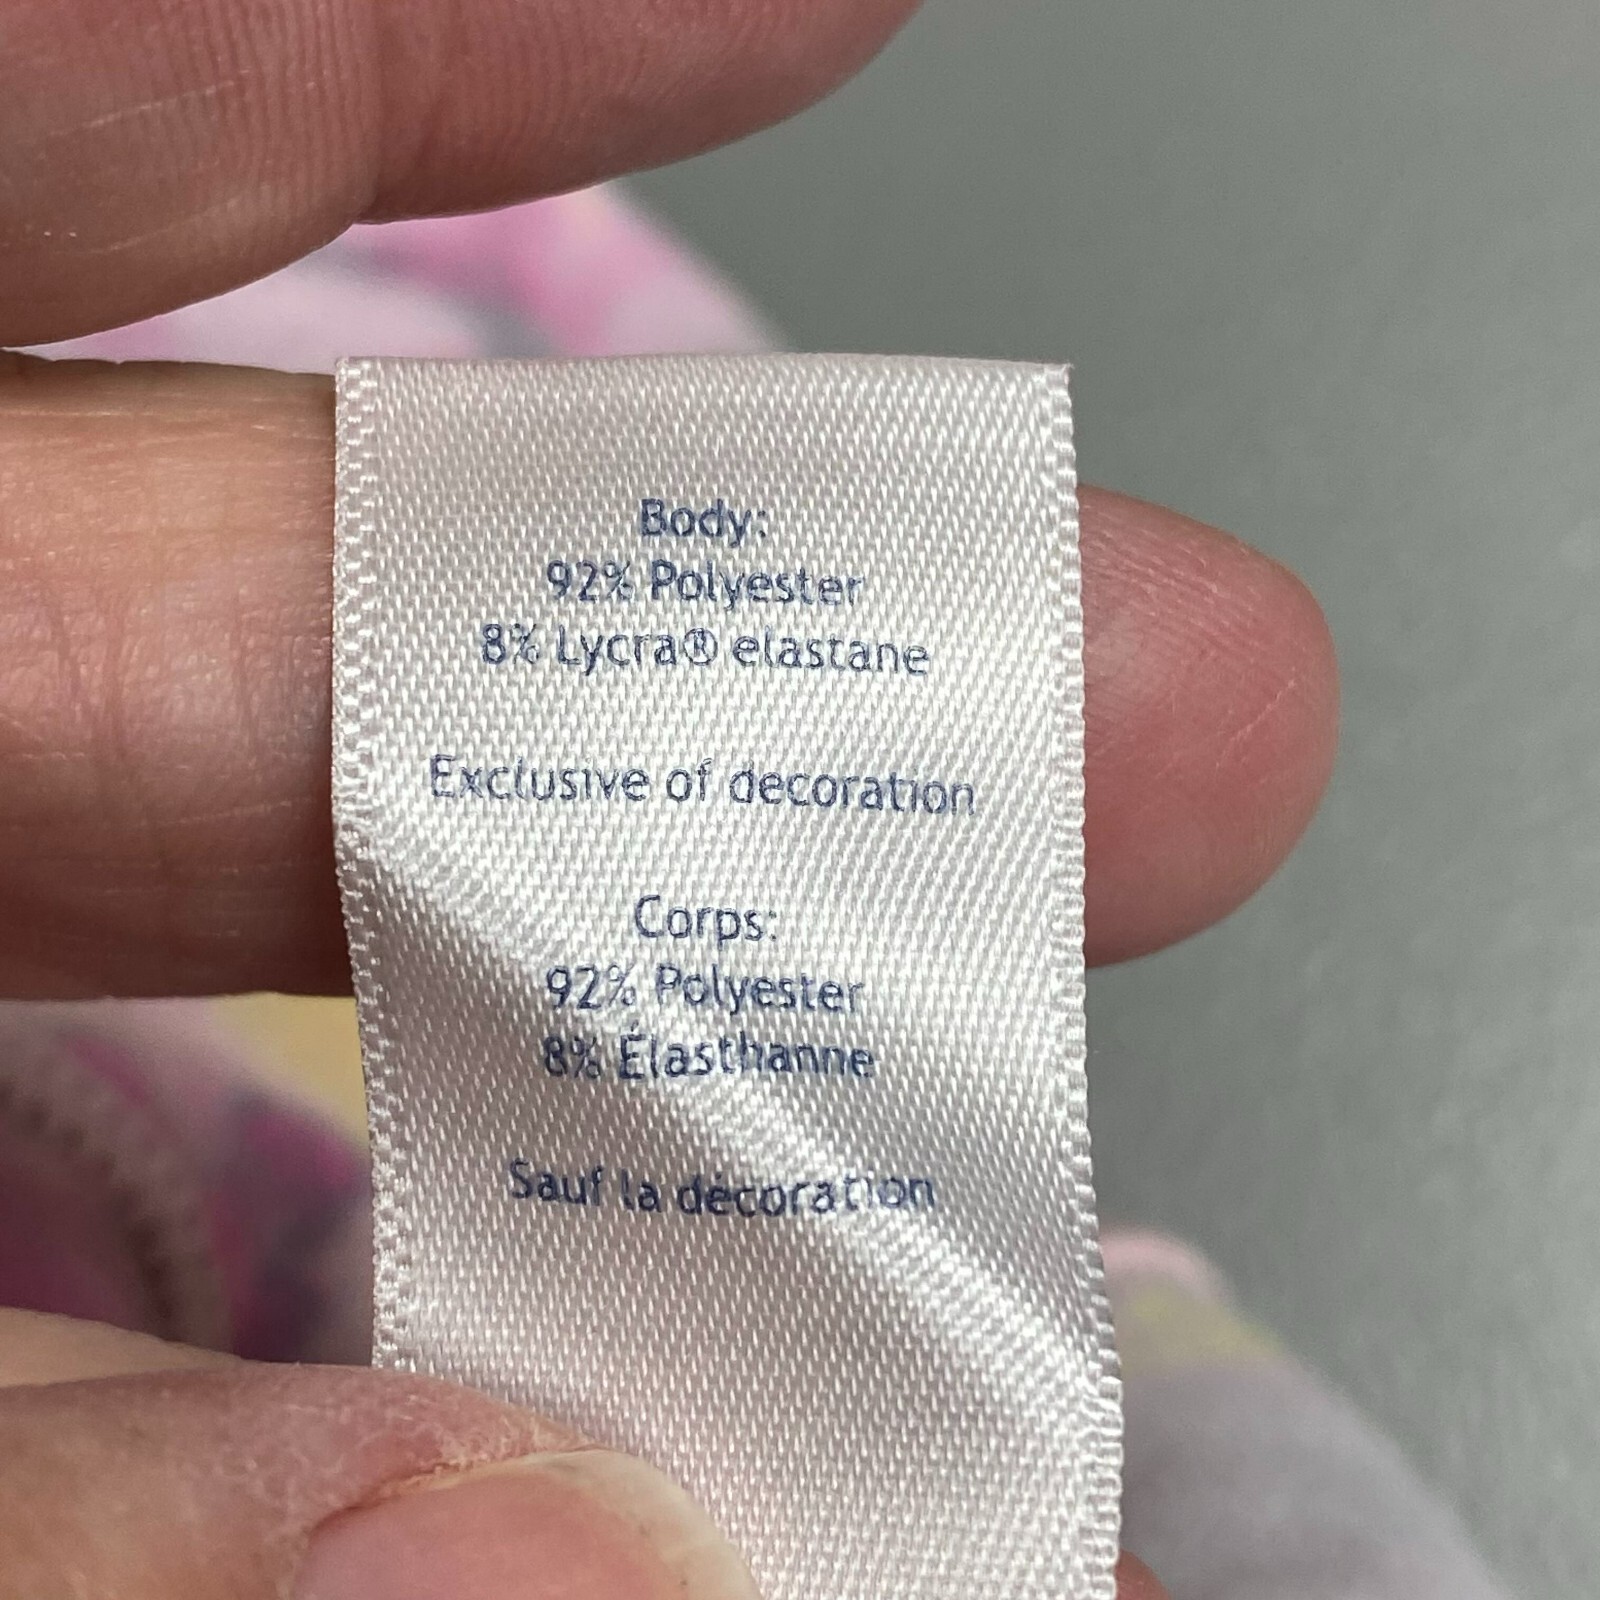 Body:
92% Polyester
8% Lycra® elastane
Exclusive of decoration
Corps:
92% Polyester
8% Élasthanne
Sauf la décoration